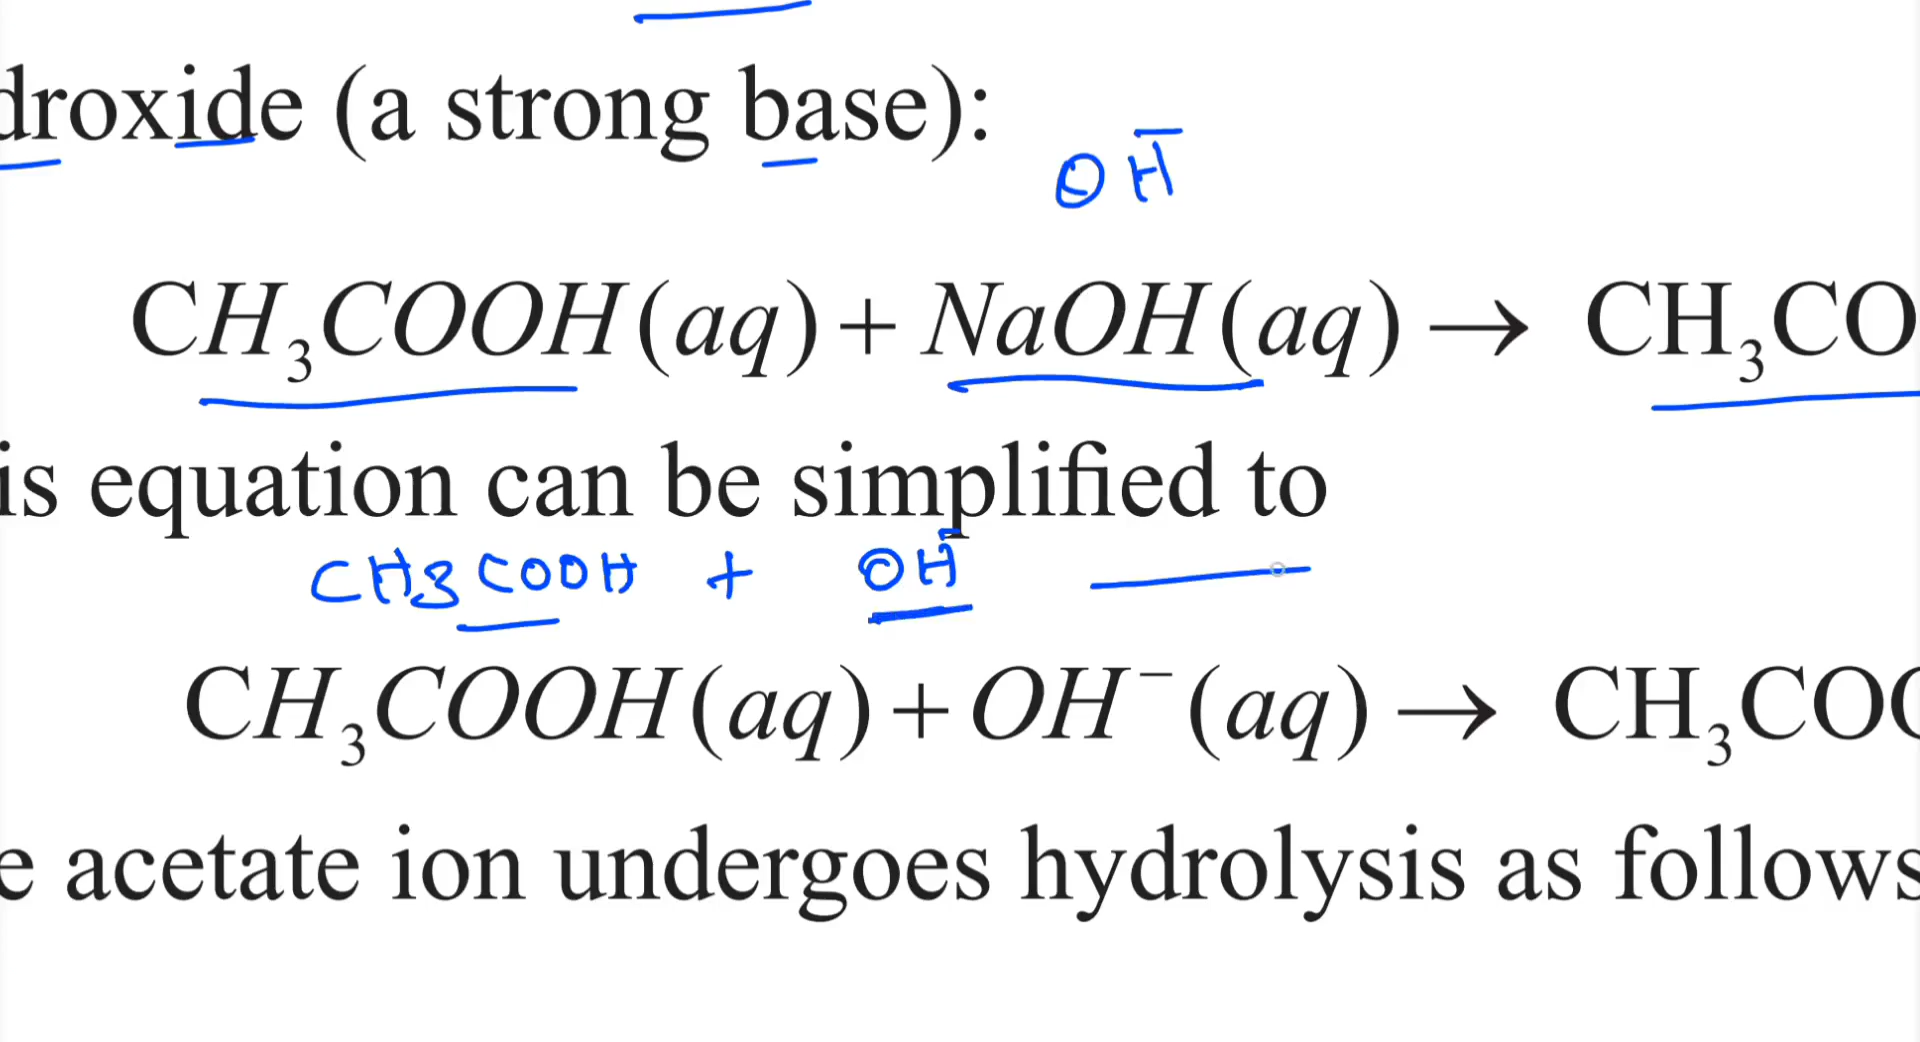 droxide (a strong base):
OH⁻
CH₃COOH(aq) + NaOH(aq) → CH₃CO
is equation can be simplified to
CH3COOH + OH⁻
CH₃COOH(aq) + OH⁻(aq) → CH₃COO
e acetate ion undergoes hydrolysis as follows